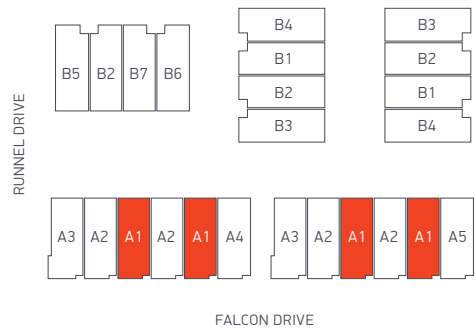 B5 B2 B7 B6
B4
B1
B2
B3
B3
B2
B1
B4
RUNNEL DRIVE
A3 A2 A1 A2 A1 A4
A3 A2 A1 A2 A1 A5
FALCON DRIVE